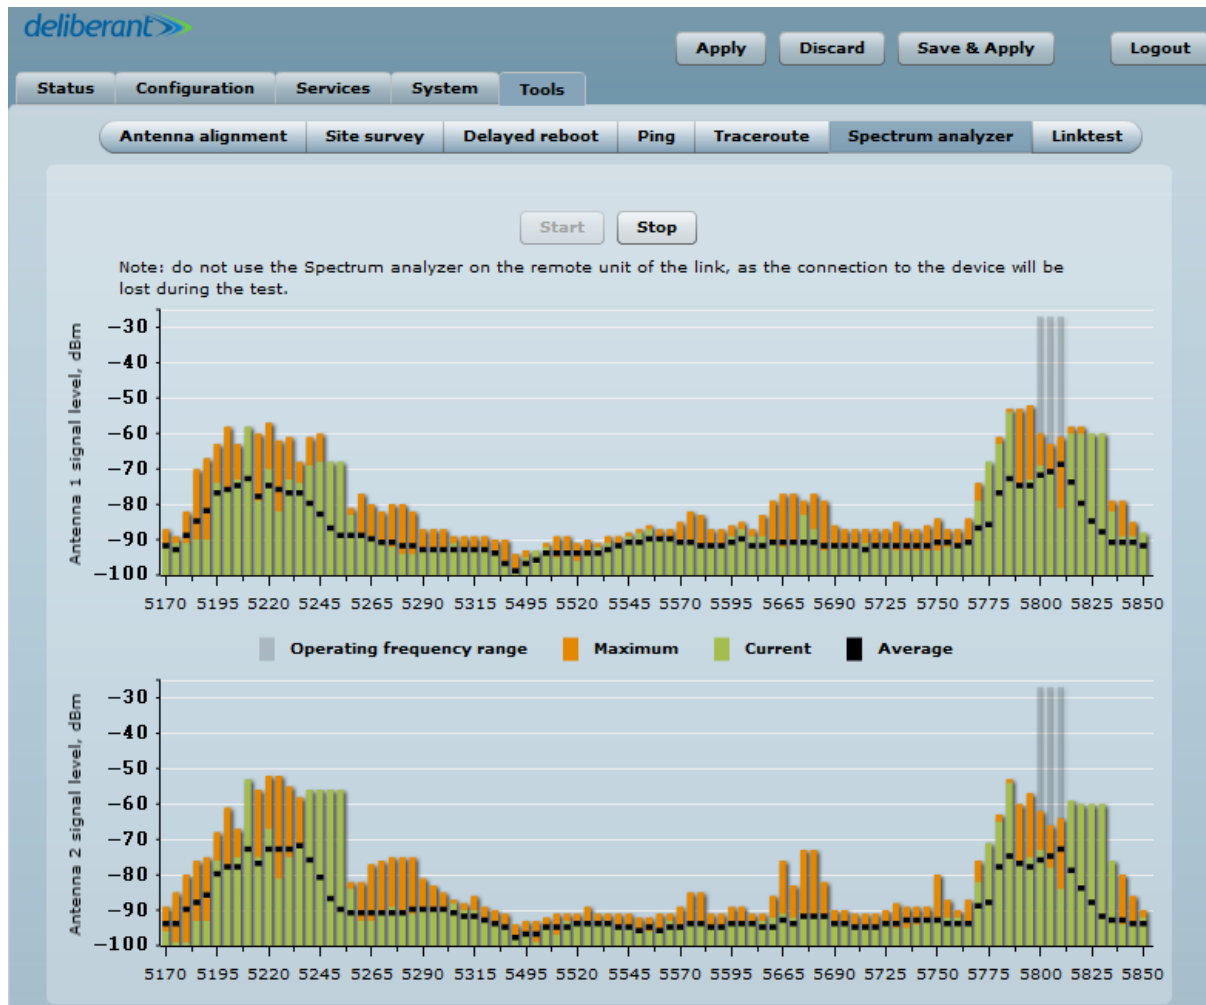 deliberant
Apply Discard Save & Apply Logout
Status Configuration Services System Tools
Antenna alignment Site survey Delayed reboot Ping Traceroute Spectrum analyzer Linktest
Start Stop
Note: do not use the Spectrum analyzer on the remote unit of the link, as the connection to the device will be
lost during the test.
Antenna 1 signal level, dBm
−30
−40
−50
−60
−70
−80
−90
−100
5170 5195 5220 5245 5265 5290 5315 5495 5520 5545 5570 5595 5665 5690 5725 5750 5775 5800 5825 5850
Operating frequency range Maximum Current Average
Antenna 2 signal level, dBm
−30
−40
−50
−60
−70
−80
−90
−100
5170 5195 5220 5245 5265 5290 5315 5495 5520 5545 5570 5595 5665 5690 5725 5750 5775 5800 5825 5850